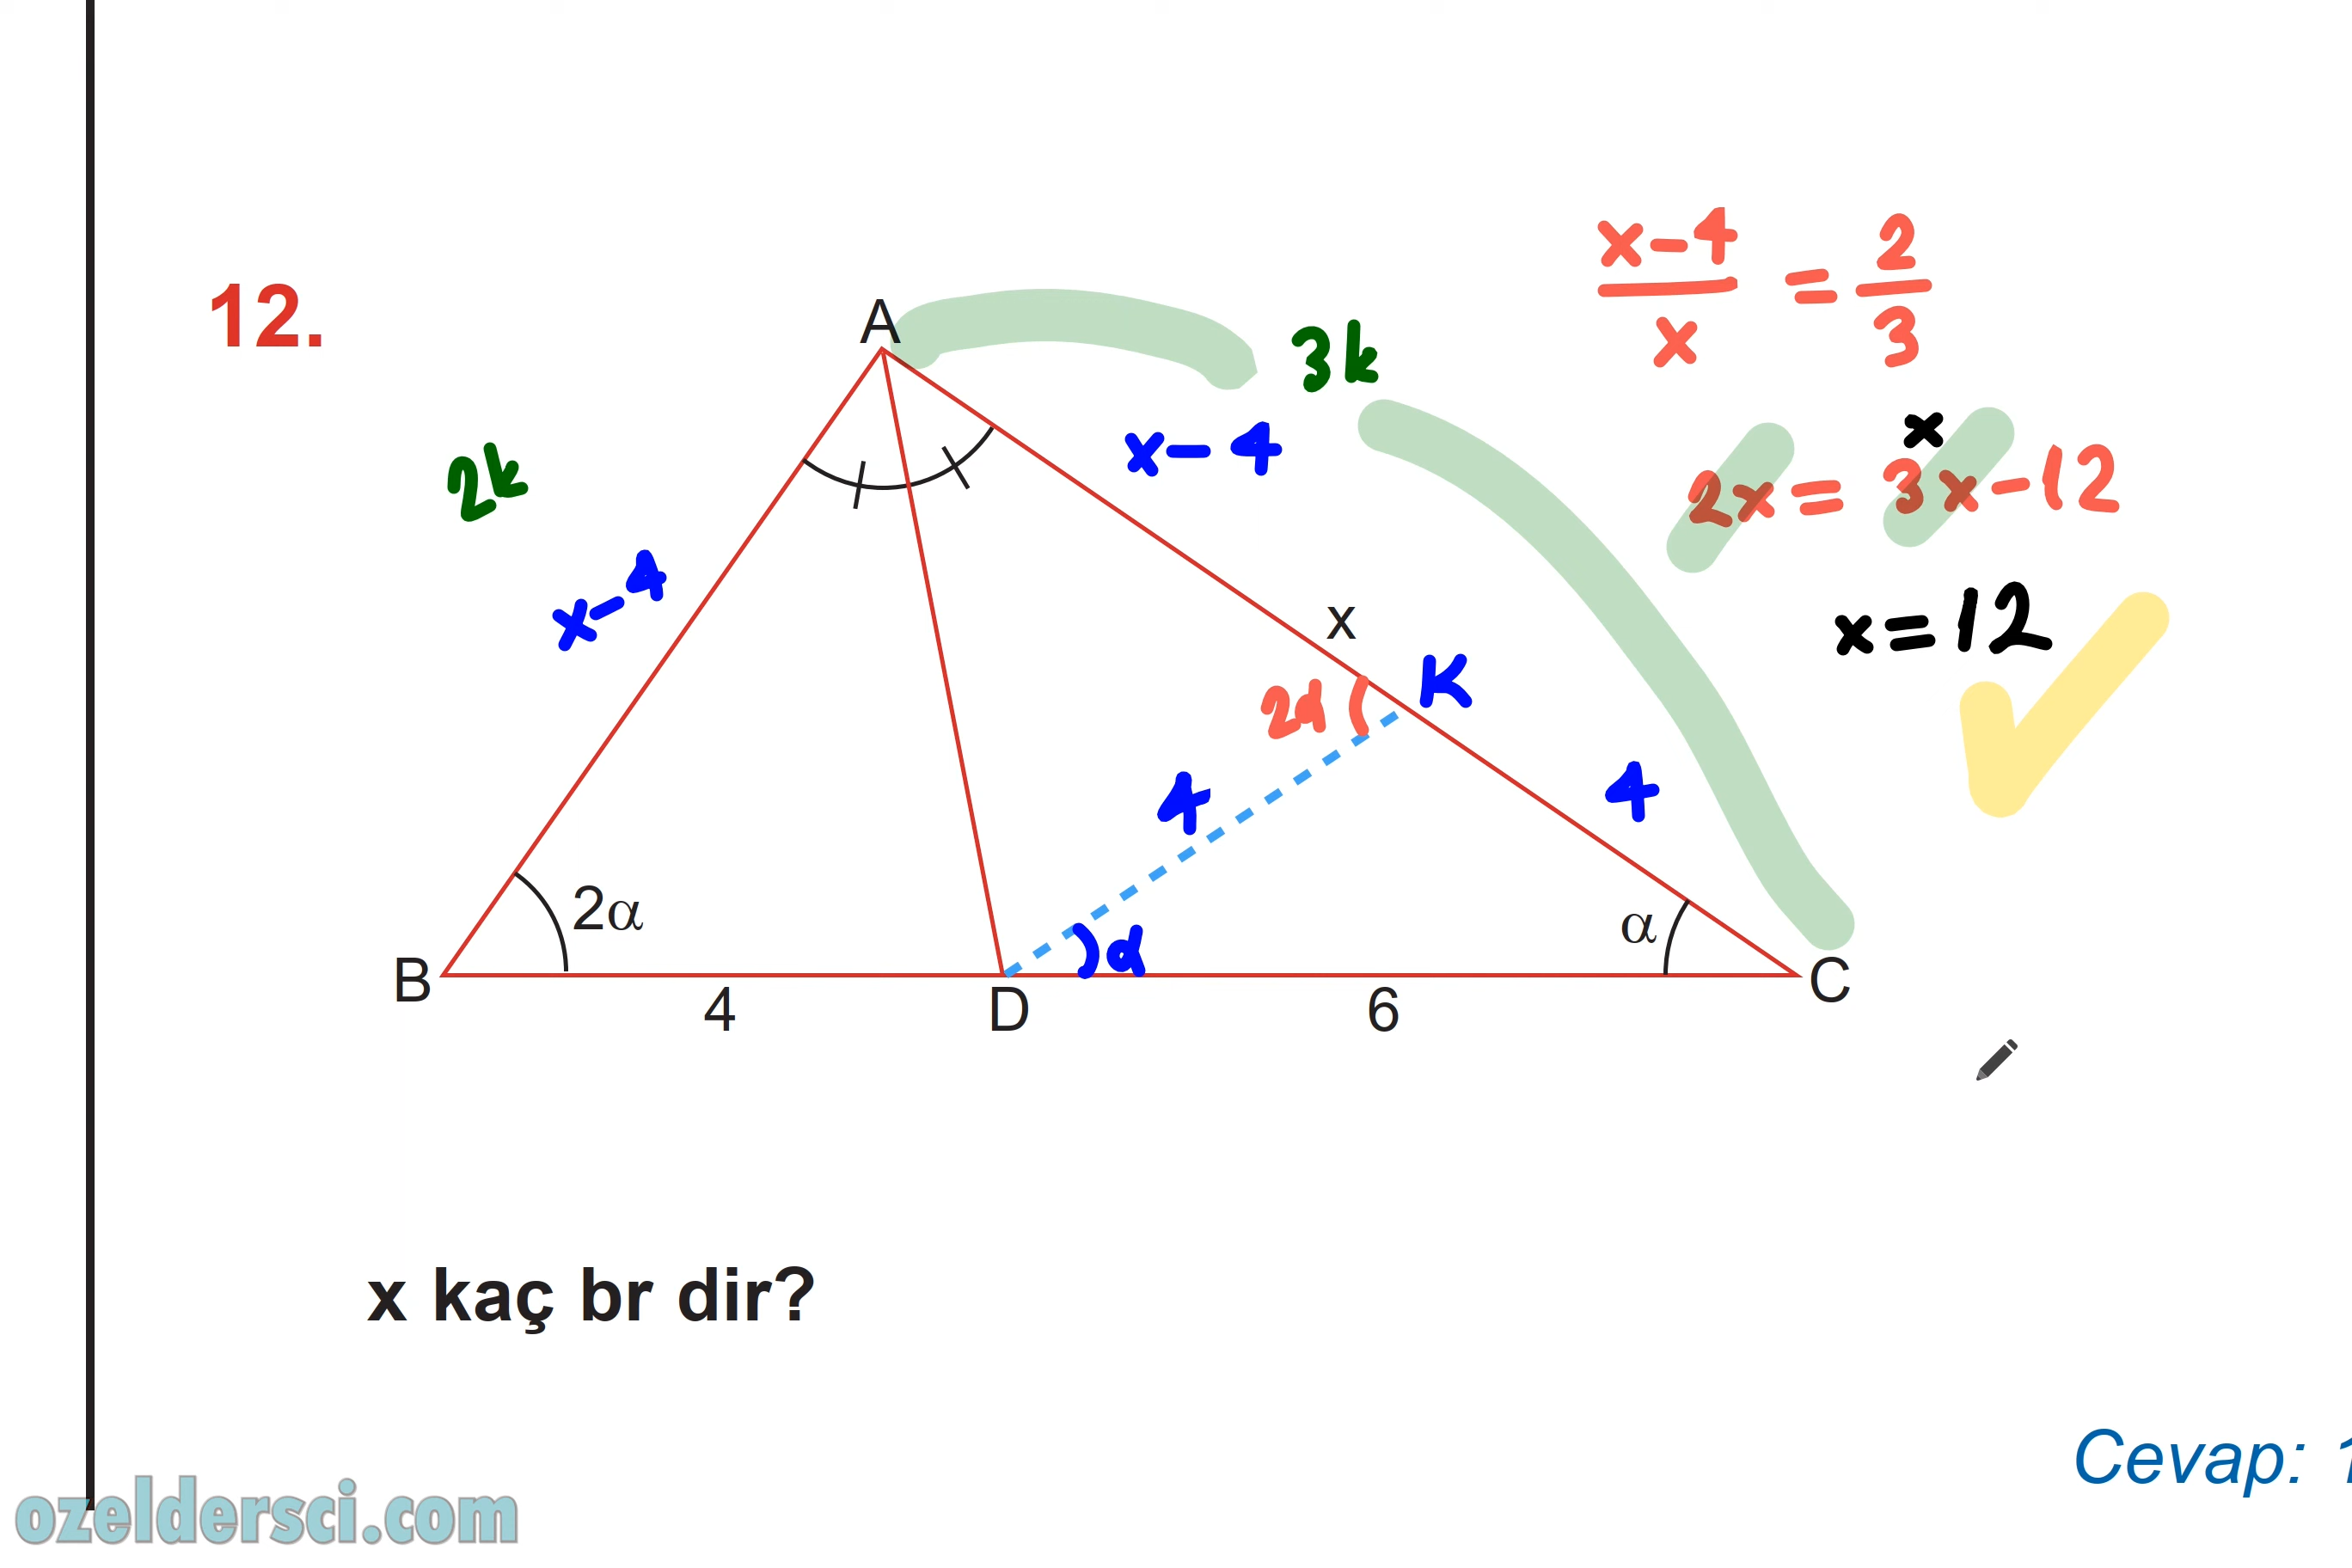 12.
A
3k
x-4
x
=
2
3
2k
x-4
x
2x = 3x-12
x-4
x
x=12
2α
K
4
4
2α
α
α
B
C
4
D
6
x kaç br dir?
Cevap: 1
ozeldersci.com